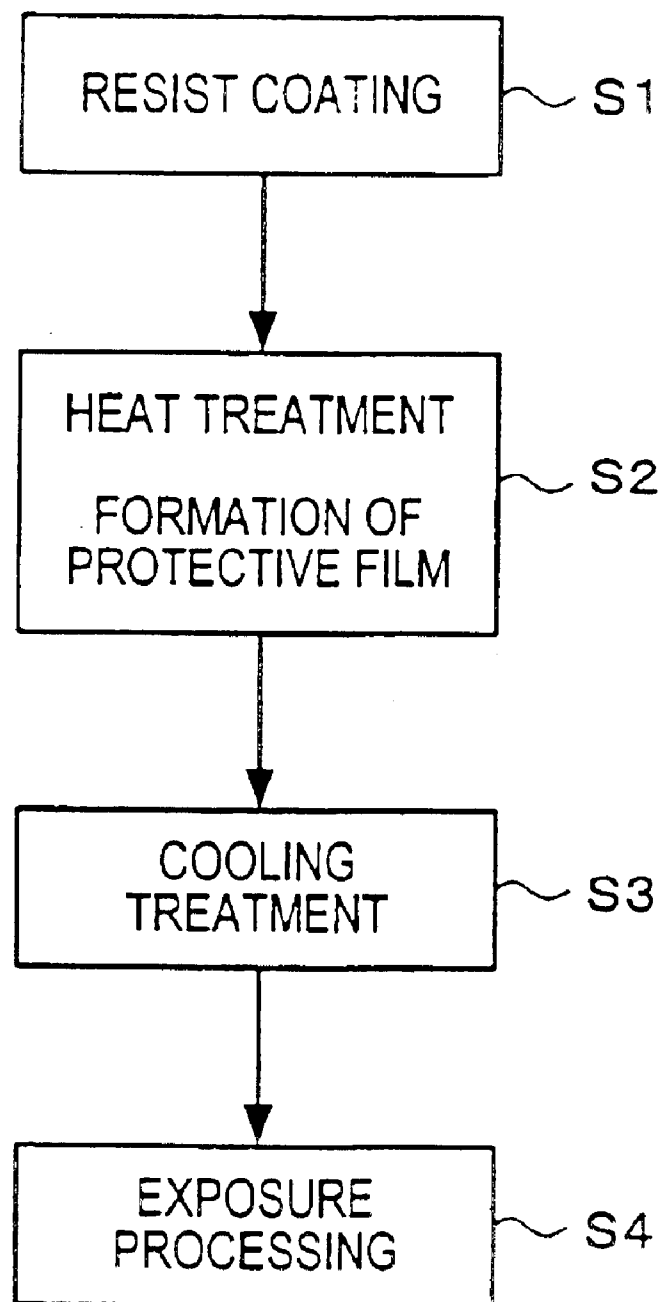 RESIST COATING
S1
HEAT TREATMENT
FORMATION OF
PROTECTIVE FILM
S2
COOLING
TREATMENT
S3
EXPOSURE
PROCESSING
S4